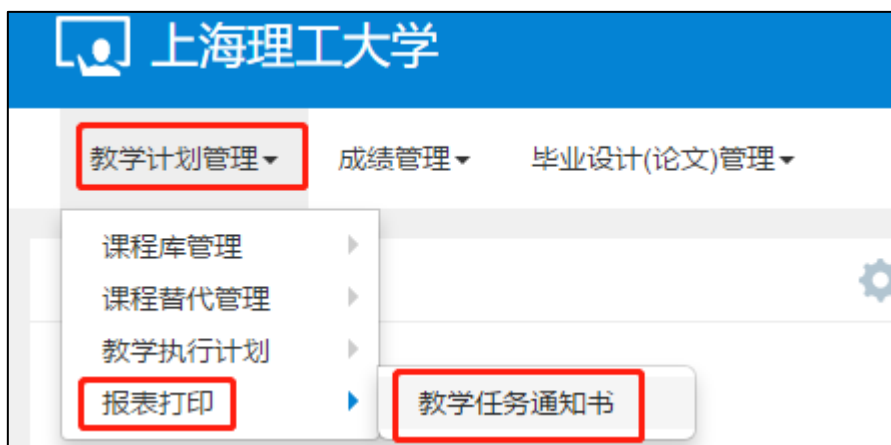 上海理工大学
教学计划管理 成绩管理 毕业设计(论文)管理
课程库管理
课程替代管理
教学执行计划
报表打印 教学任务通知书